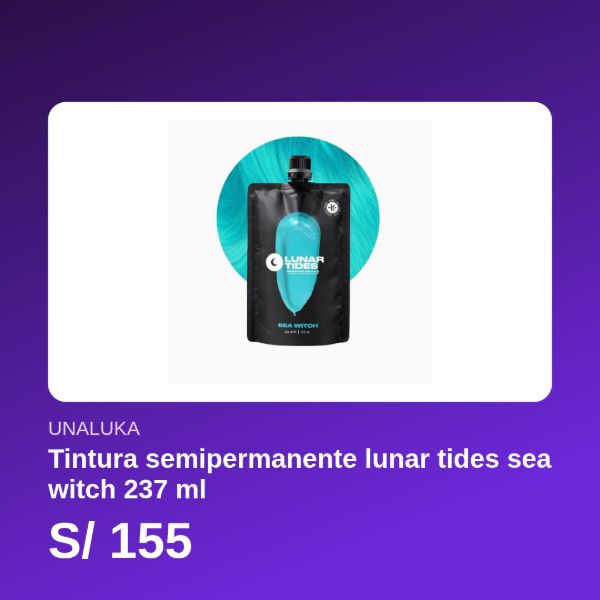 LUNAR
TIDES
SEA WITCH
UNALUKA
Tintura semipermanente lunar tides sea
witch 237 ml
S/ 155